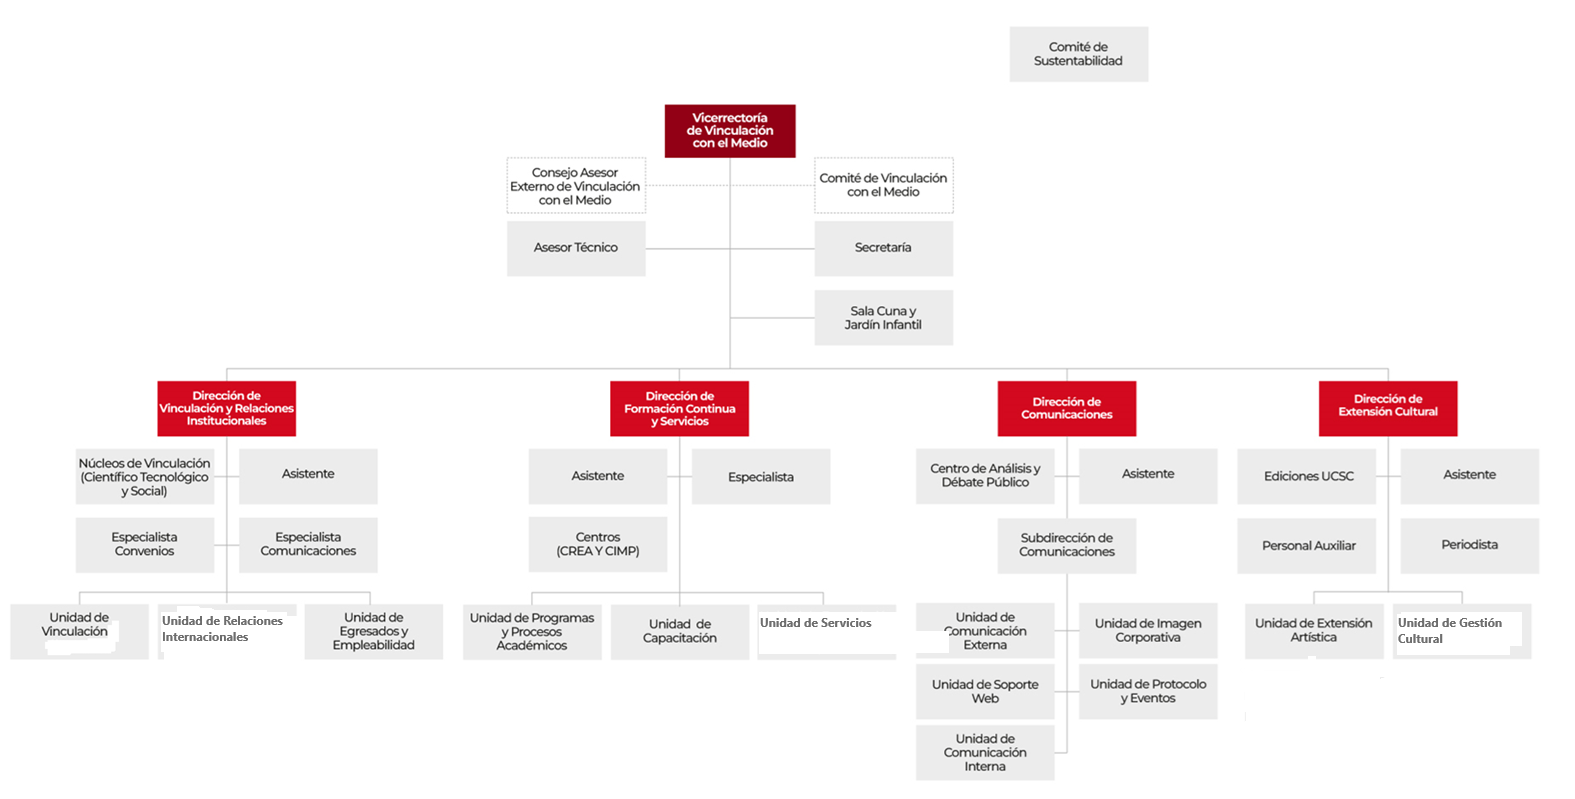 Comité de
Sustentabilidad
Vicerrectoría
de Vinculación
con el Medio
Consejo Asesor
Externo de Vinculación
con el Medio
Comité de Vinculación
con el Medio
Asesor Técnico
Secretaría
Sala Cuna y
Jardín Infantil
Dirección de
Vinculación y Relaciones
Institucionales
Dirección de
Formación Continua
y Servicios
Dirección de
Comunicaciones
Dirección de
Extensión Cultural
Núcleos de Vinculación
(Científico Tecnológico
y Social)
Asistente
Asistente
Especialista
Centro de Análisis y
Débate Público
Asistente
Ediciones UCSC
Asistente
Especialista
Convenios
Especialista
Comunicaciones
Centros
(CREA Y CIMP)
Subdirección de
Comunicaciones
Personal Auxiliar
Periodista
Unidad de
Vinculación
Unidad de Relaciones
Internacionales
Unidad de
Egresados y
Empleabilidad
Unidad de Programas
y Procesos
Académicos
Unidad de
Capacitación
Unidad de Servicios
Unidad de
Comunicación
Externa
Unidad de Imagen
Corporativa
Unidad de Extensión
Artística
Unidad de Gestión
Cultural
Unidad de Soporte
Web
Unidad de Protocolo
y Eventos
Unidad de
Comunicación
Interna